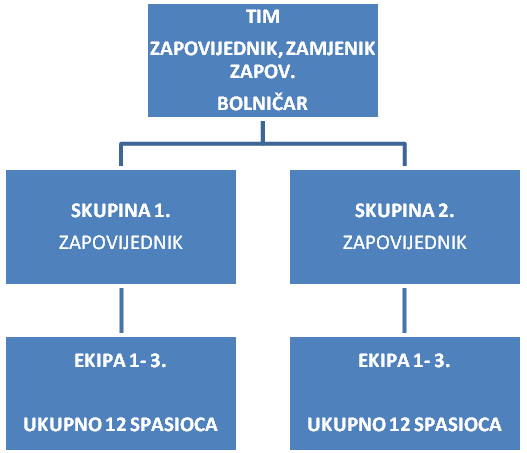 TIM
ZAPOVIJEDNIK, ZAMJENIK
ZAPOV.
BOLNIČAR
SKUPINA 1.
ZAPOVIJEDNIK
SKUPINA 2.
ZAPOVIJEDNIK
EKIPA 1- 3.
UKUPNO 12 SPASIOCA
EKIPA 1- 3.
UKUPNO 12 SPASIOCA